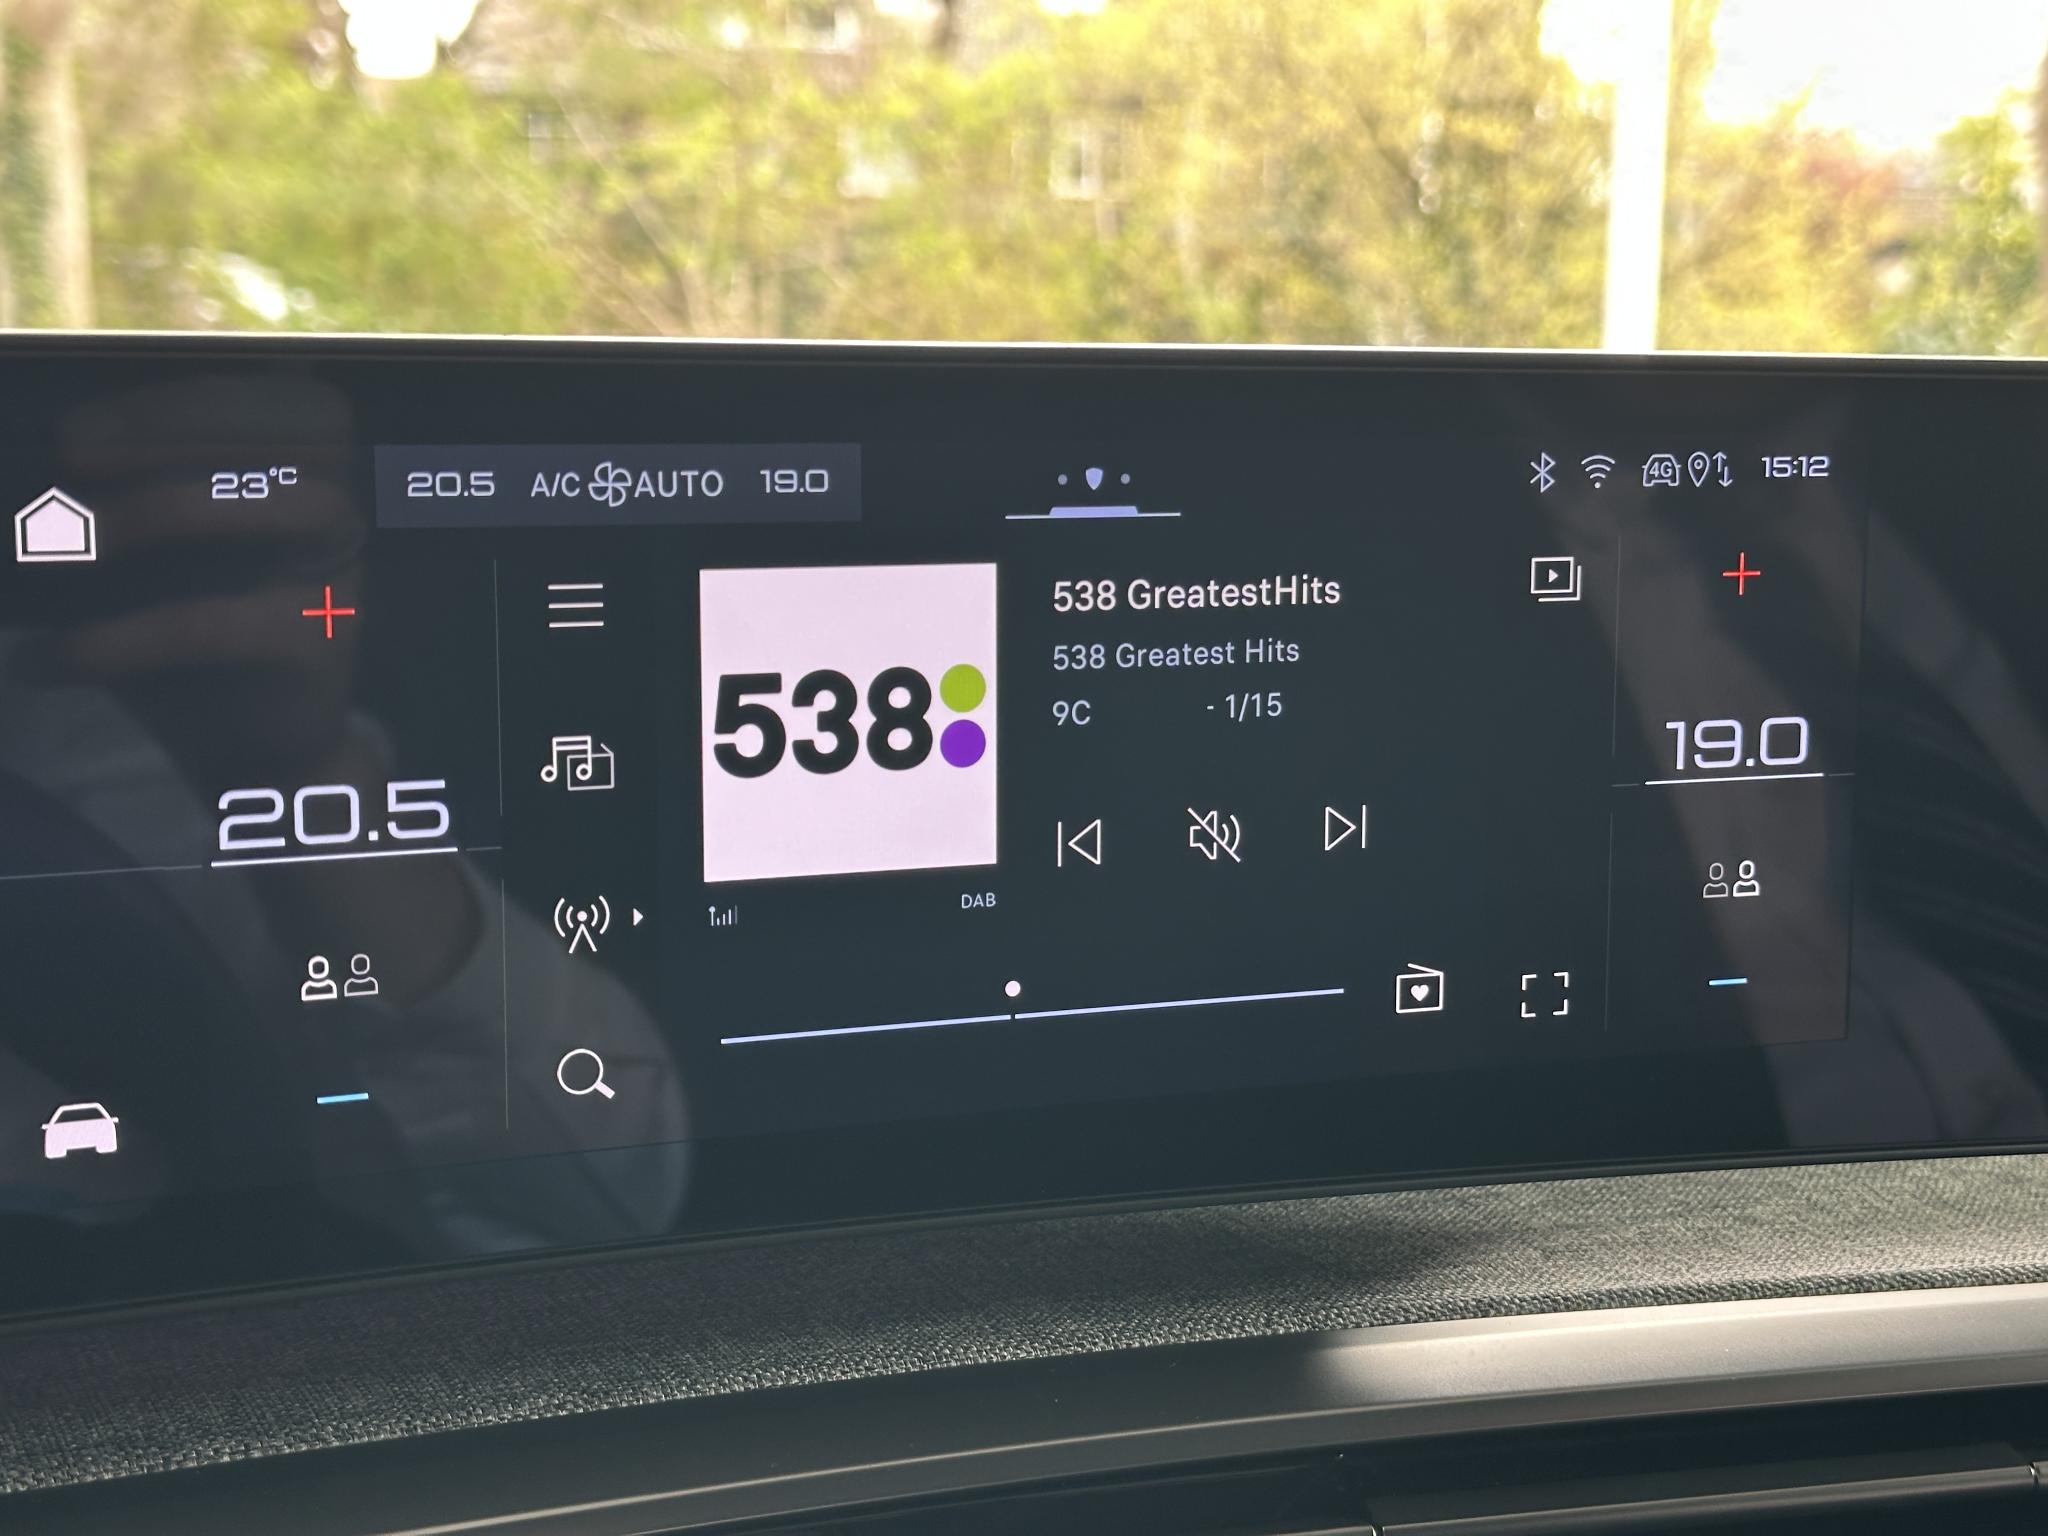 23°C
20.5 A/C AUTO 19.0
4G 15:12
538
538 GreatestHits
538 Greatest Hits
9C - 1/15
DAB
20.5
19.0